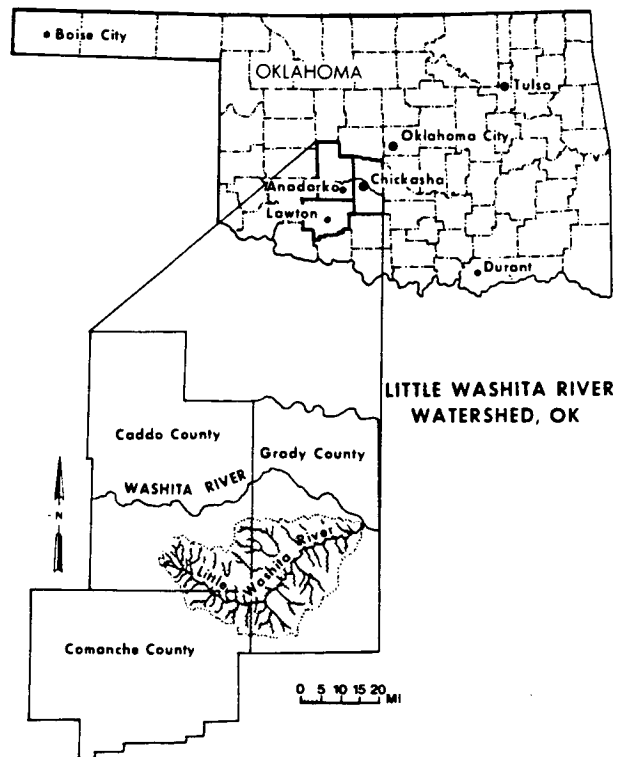 Boise City
OKLAHOMA
Tulsa
Oklahoma City
Anadarko
Chickasha
Lawton
Durant
LITTLE WASHITA RIVER
WATERSHED, OK
Caddo County
Grady County
WASHITA RIVER
N
Little Washita River
Comanche County
0 5 10 15 20
MI